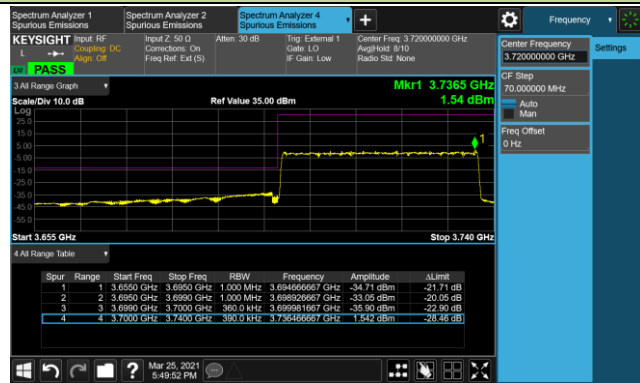 Spectrum Analyzer 1
Spurious Emissions
Spectrum Analyzer 2
Spurious Emissions
Spectrum Analyzer 4
Spurious Emissions
Frequency
KEYSIGHT
L
Input: RF
Coupling: DC
Align: Off
Input Z: 50 Ω
Corrections: On
Freq Ref: Ext (S)
Atten: 30 dB
Trig: External 1
Gate: LO
IF Gain: Low
Center Freq: 3.720000000 GHz
Avg|Hold: 8/10
Radio Std: None
PASS
Center Frequency
3.720000000 GHz
Settings
CF Step
70.000000 MHz
Auto
Man
Freq Offset
0 Hz
3 All Range Graph
Mkr1 3.7365 GHz
Scale/Div 10.0 dB
Ref Value 35.00 dBm
1.54 dBm
Log
25.0
15.0
5.00
-5.00
-15.0
-25.0
-35.0
-45.0
-55.0
1
Start 3.655 GHz
Stop 3.740 GHz
4 All Range Table
Spur Range Start Freq Stop Freq RBW Frequency Amplitude ΔLimit
1 1 3.6550 GHz 3.6950 GHz 1.000 MHz 3.694666667 GHz -34.71 dBm -21.71 dB
2 2 3.6950 GHz 3.6990 GHz 1.000 MHz 3.698926667 GHz -33.05 dBm -20.05 dB
3 3 3.6990 GHz 3.7000 GHz 360.0 kHz 3.699981667 GHz -35.90 dBm -22.90 dB
4 4 3.7000 GHz 3.7400 GHz 390.0 kHz 3.736466667 GHz 1.542 dBm -28.46 dB
Mar 25, 2021
5:49:52 PM